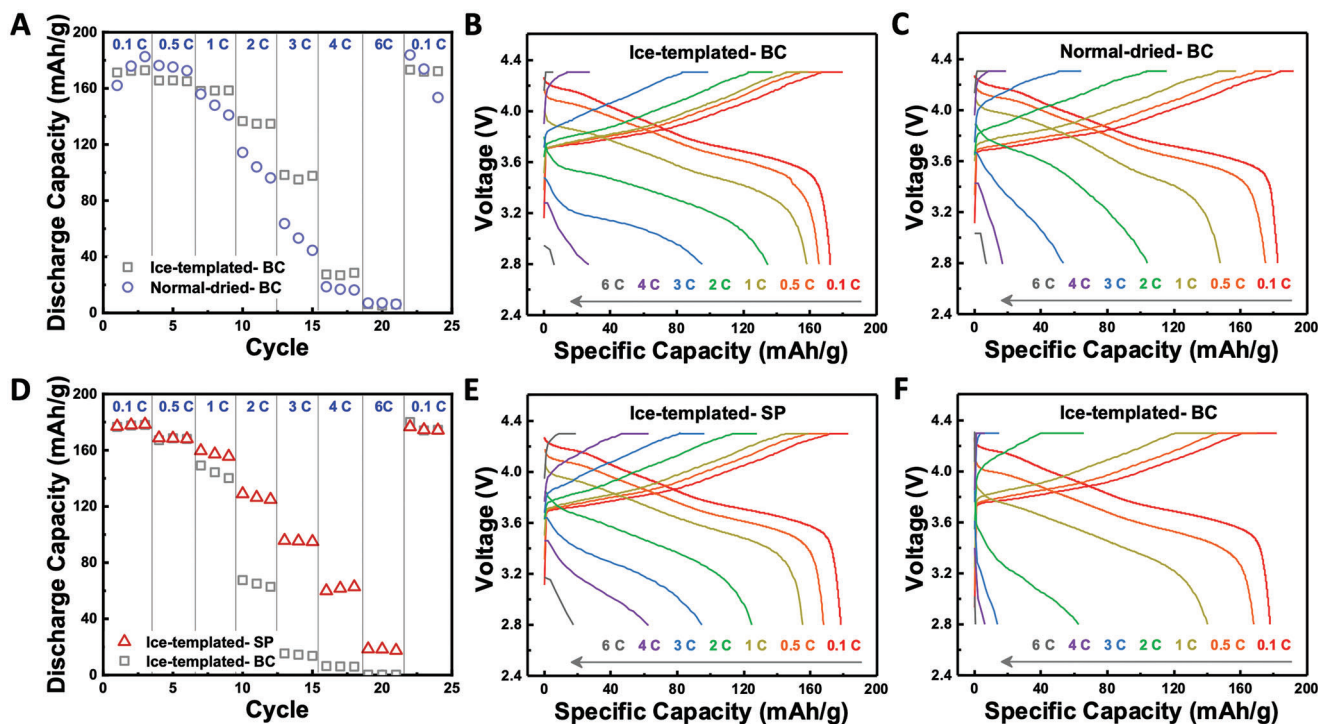 A
Discharge Capacity (mAh/g)
200
160
120
80
40
0
0.1 C 0.5 C 1 C 2 C 3 C 4 C 6C 0.1 C
Ice-templated- BC
Normal-dried- BC
0 5 10 15 20 25
Cycle
B
Ice-templated- BC
Voltage (V)
4.4
4.0
3.6
3.2
2.8
2.4
6 C 4 C 3 C 2 C 1 C 0.5 C 0.1 C
0 40 80 120 160 200
Specific Capacity (mAh/g)
C
Normal-dried- BC
Voltage (V)
4.4
4.0
3.6
3.2
2.8
2.4
6 C 4 C 3 C 2 C 1 C 0.5 C 0.1 C
0 40 80 120 160 200
Specific Capacity (mAh/g)
D
Discharge Capacity (mAh/g)
200
160
120
80
40
0
0.1 C 0.5 C 1 C 2 C 3 C 4 C 6C 0.1 C
Ice-templated- SP
Ice-templated- BC
0 5 10 15 20 25
Cycle
E
Ice-templated- SP
Voltage (V)
4.4
4.0
3.6
3.2
2.8
2.4
6 C 4 C 3 C 2 C 1 C 0.5 C 0.1 C
0 40 80 120 160 200
Specific Capacity (mAh/g)
F
Ice-templated- BC
Voltage (V)
4.4
4.0
3.6
3.2
2.8
2.4
6 C 4 C 3 C 2 C 1 C 0.5 C 0.1 C
0 40 80 120 160 200
Specific Capacity (mAh/g)